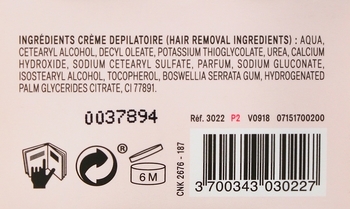 INGRÉDIENTS CRÈME DEPILATOIRE (HAIR REMOVAL INGREDIENTS) : AQUA,
CETEARYL ALCOHOL, DECYL OLEATE, POTASSIUM THIOGLYCOLATE, UREA, CALCIUM
HYDROXIDE, SODIUM CETEARYL SULFATE, PARFUM, SODIUM GLUCONATE,
ISOSTEARYL ALCOHOL, TOCOPHEROL, BOSWELLIA SERRATA GUM, HYDROGENATED
PALM GLYCERIDES CITRATE, CI 77891.
0037894
Réf. 3022 P2 V0918 07151700200
6 M
CNK 2676 - 187
3 700343 030227